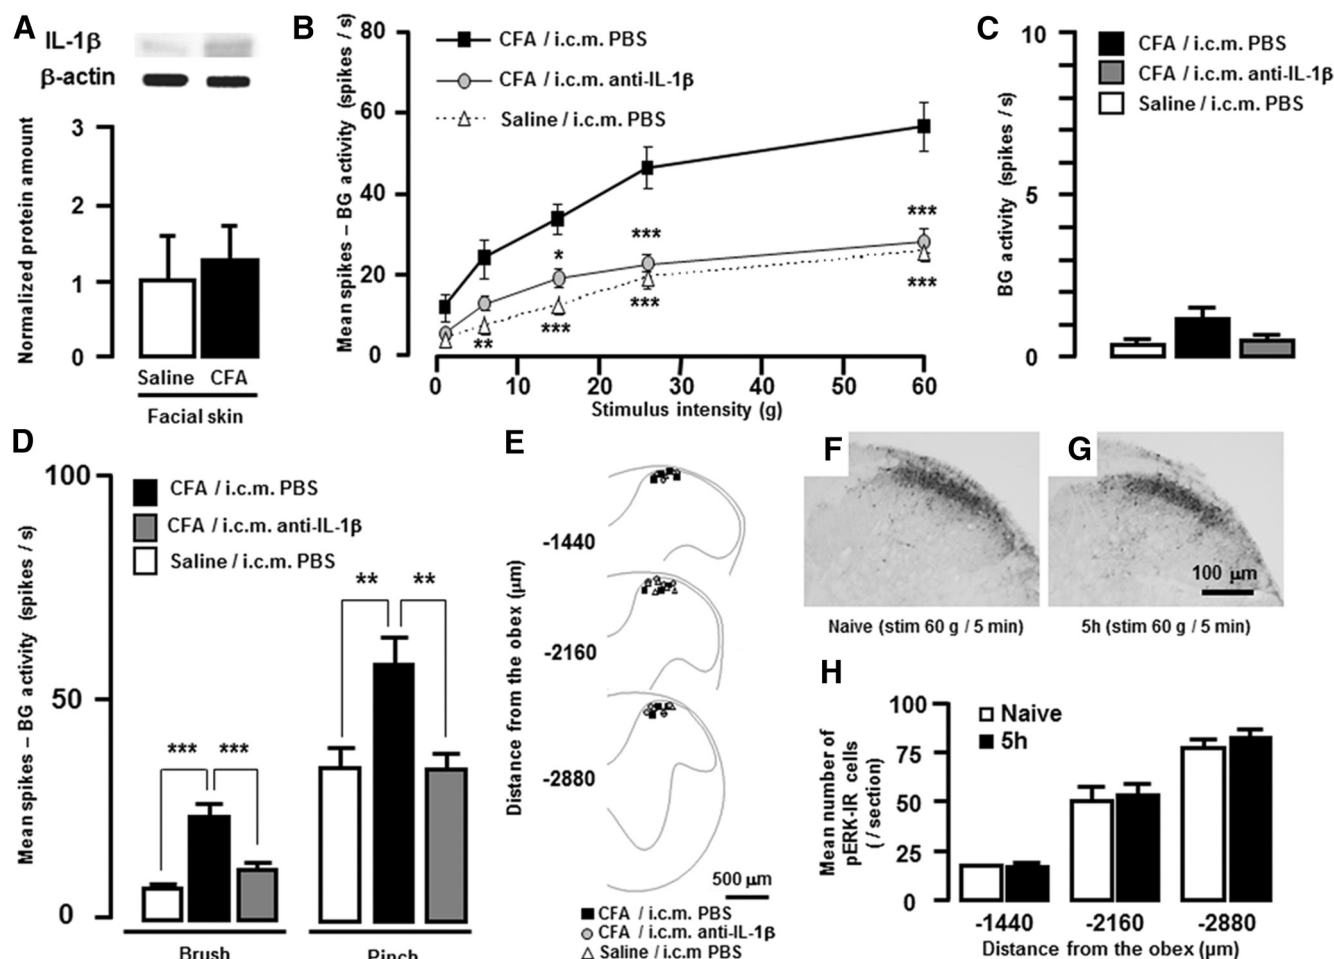 A
IL-1β
β-actin
Normalized protein amount
3
2
1
0
Saline CFA
Facial skin
B
Mean spikes – BG activity (spikes / s)
80
60
40
20
0
CFA / i.c.m. PBS
CFA / i.c.m. anti-IL-1β
Saline / i.c.m. PBS
*
***
***
**
***
***
***
0 10 20 30 40 50 60
Stimulus intensity (g)
C
BG activity (spikes / s)
10
5
0
CFA / i.c.m. PBS
CFA / i.c.m. anti-IL-1β
Saline / i.c.m. PBS
D
Mean spikes – BG activity (spikes / s)
100
50
0
CFA / i.c.m. PBS
CFA / i.c.m. anti-IL-1β
Saline / i.c.m. PBS
** **
*** ***
Brush
Pinch
E
Distance from the obex (μm)
-1440
-2160
-2880
500 μm
CFA / i.c.m. PBS
CFA / i.c.m. anti-IL-1β
Saline / i.c.m PBS
F
Naive (stim 60 g / 5 min)
G
100 μm
5h (stim 60 g / 5 min)
H
Mean number of
pERK-IR cells
( / section)
100
75
50
25
0
Naive
5h
-1440 -2160 -2880
Distance from the obex (μm)